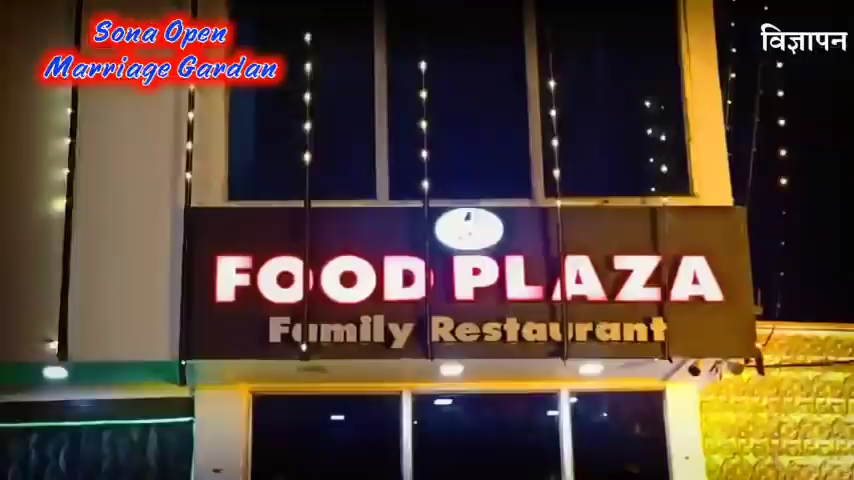 Sona Open
Marriage Gardan
विज्ञापन
FOOD PLAZA
Family Restaurant